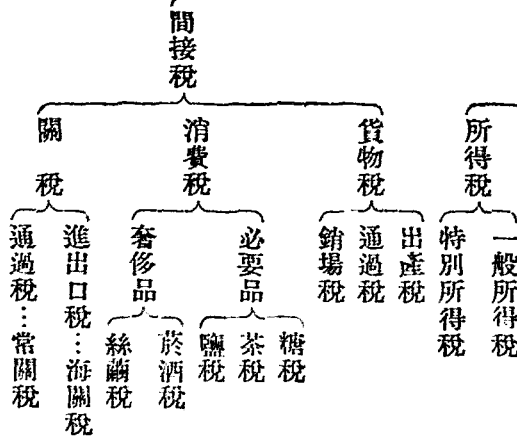 間接稅
所得稅
一般所得稅
特別所得稅
貨物稅
出產稅
通過稅
銷塲稅
消費稅
必要品
糖稅
茶稅
鹽稅
奢侈品
菸酒稅
絲繭稅
關稅
進出口稅…海關稅
通過稅…常關稅